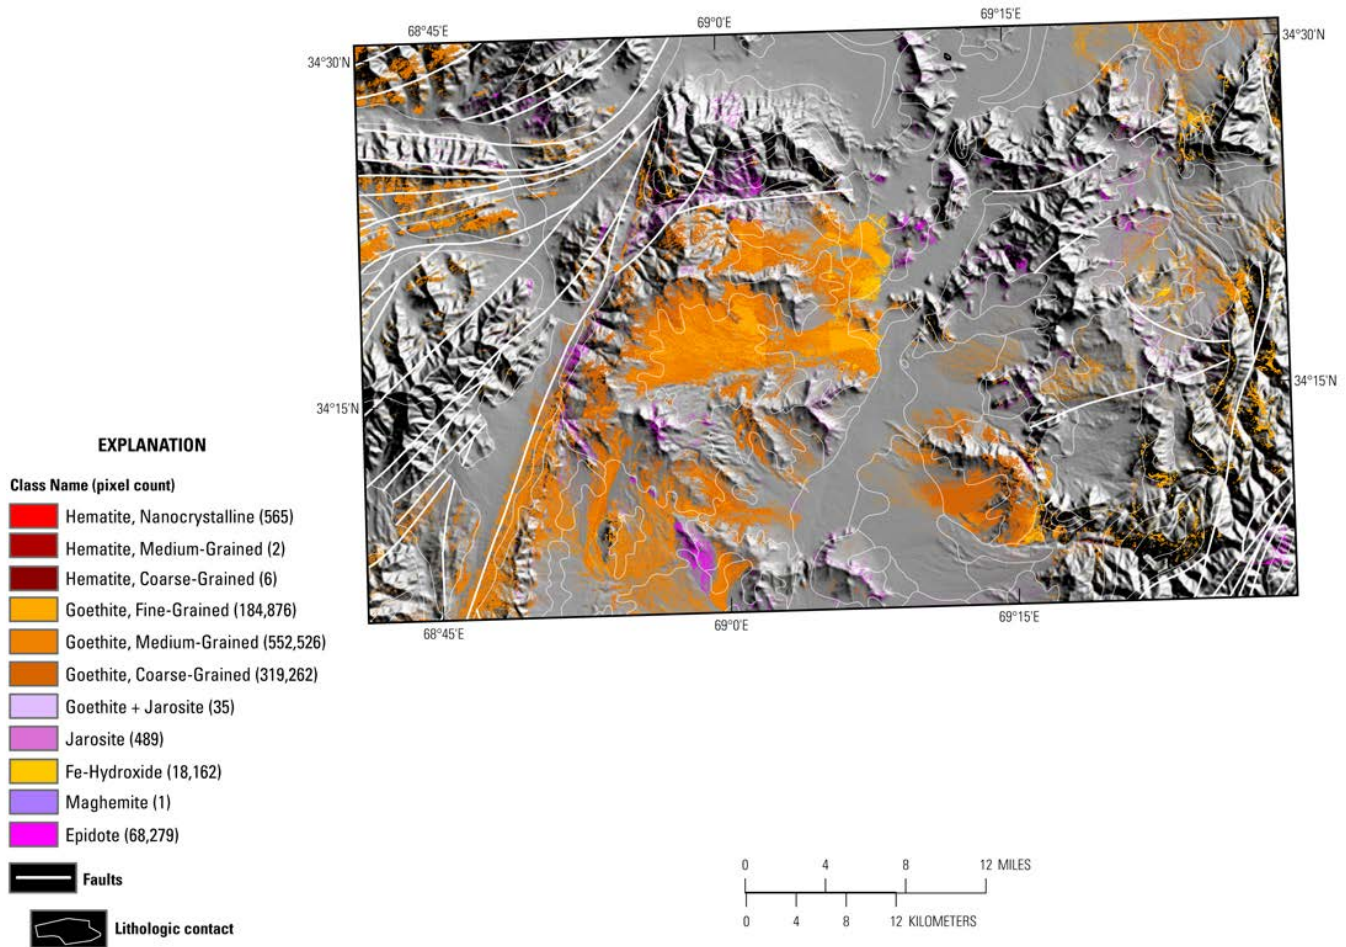 68°45'E
69°0'E
69°15'E
34°30'N
34°30'N
34°15'N
34°15'N
68°45'E
69°0'E
69°15'E
EXPLANATION
Class Name (pixel count)
Hematite, Nanocrystalline (565)
Hematite, Medium-Grained (2)
Hematite, Coarse-Grained (6)
Goethite, Fine-Grained (184,876)
Goethite, Medium-Grained (552,526)
Goethite, Coarse-Grained (319,262)
Goethite + Jarosite (35)
Jarosite (489)
Fe-Hydroxide (18,162)
Maghemite (1)
Epidote (68,279)
Faults
Lithologic contact
0 4 8 12 MILES
0 4 8 12 KILOMETERS